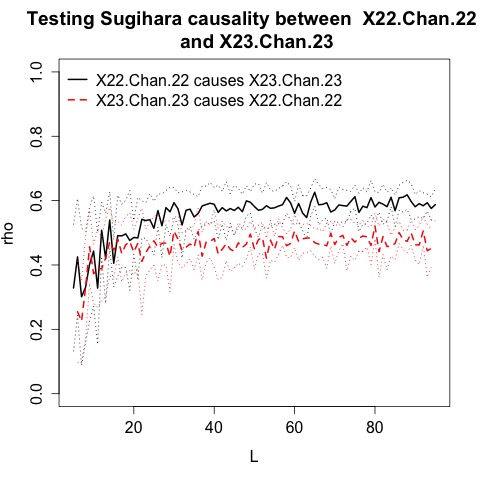 Testing Sugihara causality between  X22.Chan.22
and X23.Chan.23
X22.Chan.22 causes X23.Chan.23
X23.Chan.23 causes X22.Chan.22
1.0
0.8
0.6
0.4
0.2
0.0
rho
20 40 60 80
L